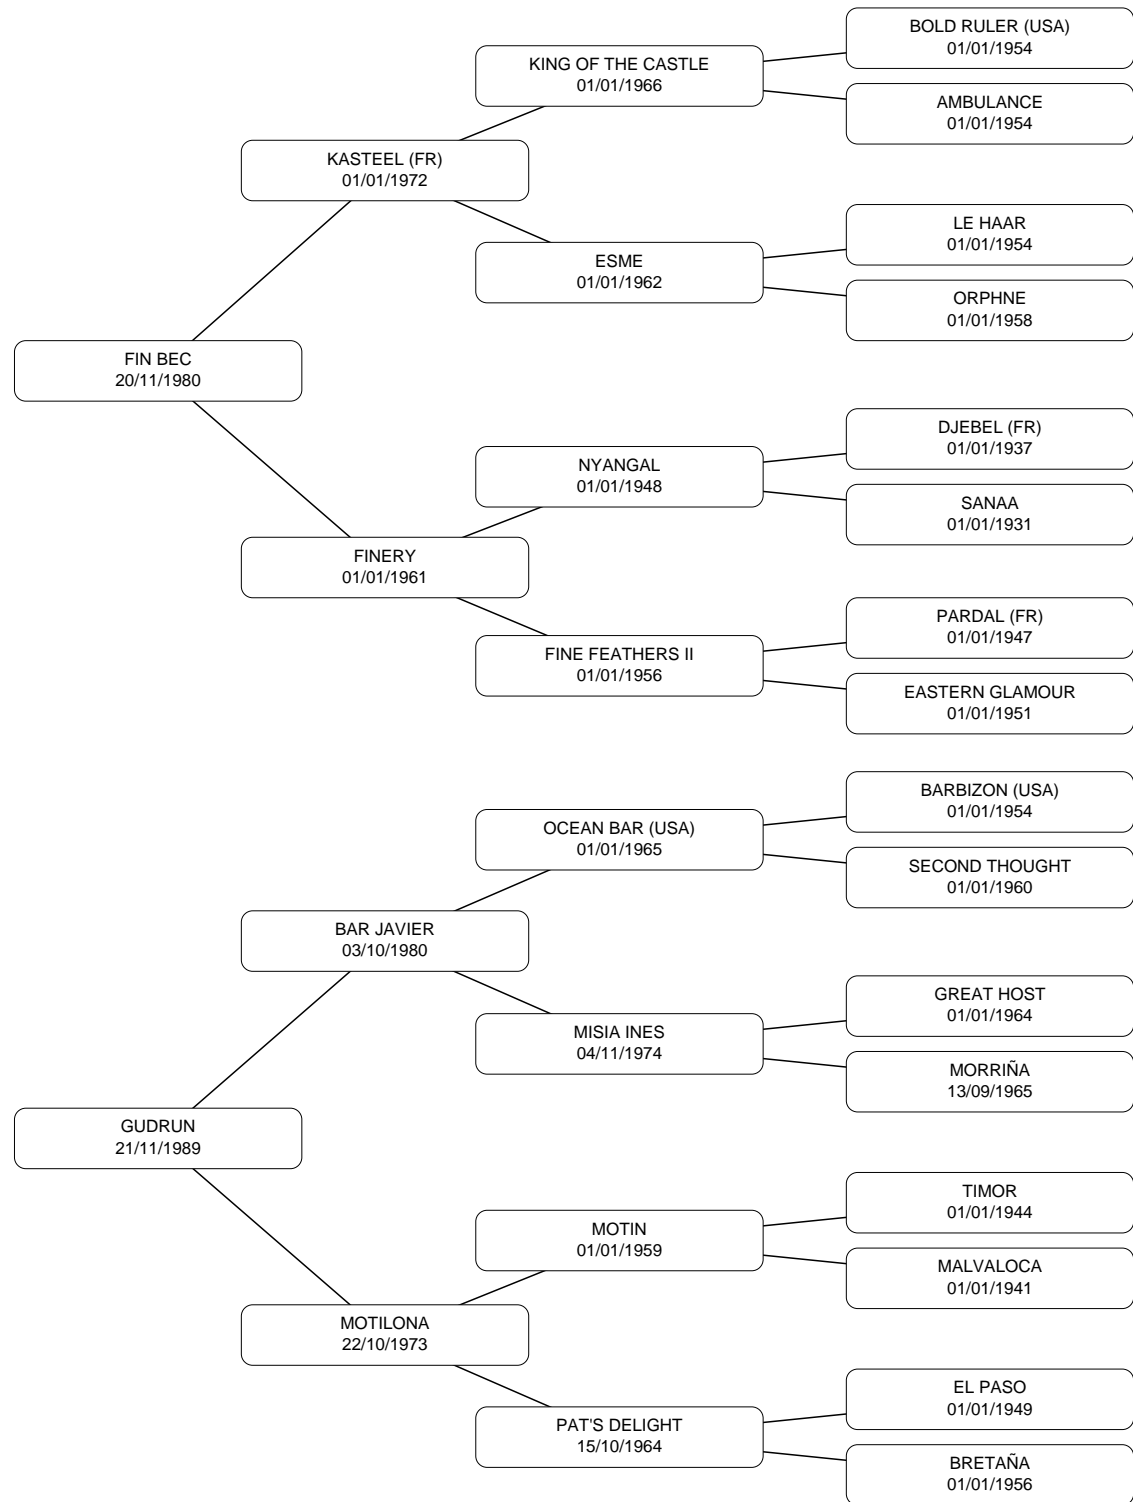 BOLD RULER (USA)
01/01/1954
KING OF THE CASTLE
01/01/1966
AMBULANCE
01/01/1954
KASTEEL (FR)
01/01/1972
LE HAAR
01/01/1954
ESME
01/01/1962
ORPHNE
01/01/1958
FIN BEC
20/11/1980
DJEBEL (FR)
01/01/1937
NYANGAL
01/01/1948
SANAA
01/01/1931
FINERY
01/01/1961
PARDAL (FR)
01/01/1947
FINE FEATHERS II
01/01/1956
EASTERN GLAMOUR
01/01/1951
BARBIZON (USA)
01/01/1954
OCEAN BAR (USA)
01/01/1965
SECOND THOUGHT
01/01/1960
BAR JAVIER
03/10/1980
GREAT HOST
01/01/1964
MISIA INES
04/11/1974
MORRIÑA
13/09/1965
GUDRUN
21/11/1989
TIMOR
01/01/1944
MOTIN
01/01/1959
MALVALOCA
01/01/1941
MOTILONA
22/10/1973
EL PASO
01/01/1949
PAT'S DELIGHT
15/10/1964
BRETAÑA
01/01/1956